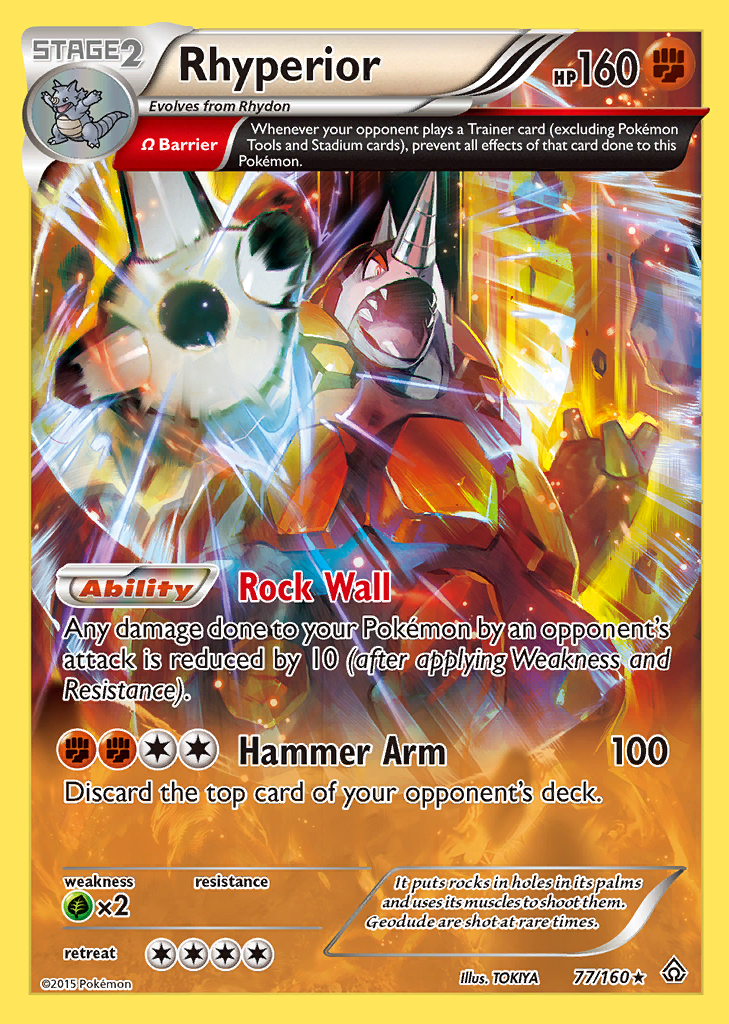 STAGE2
Rhyperior
HP160
Evolves from Rhydon
Ω Barrier
Whenever your opponent plays a Trainer card (excluding Pokémon
Tools and Stadium cards), prevent all effects of that card done to this
Pokémon.
Ability
Rock Wall
Any damage done to your Pokémon by an opponent's
attack is reduced by 10 (after applying Weakness and
Resistance).
Hammer Arm 100
Discard the top card of your opponent's deck.
weakness
resistance
×2
It puts rocks in holes in its palms
and uses its muscles to shoot them.
Geodude are shot at rare times.
retreat
©2015 Pokémon
Illus. TOKIYA
77/160★